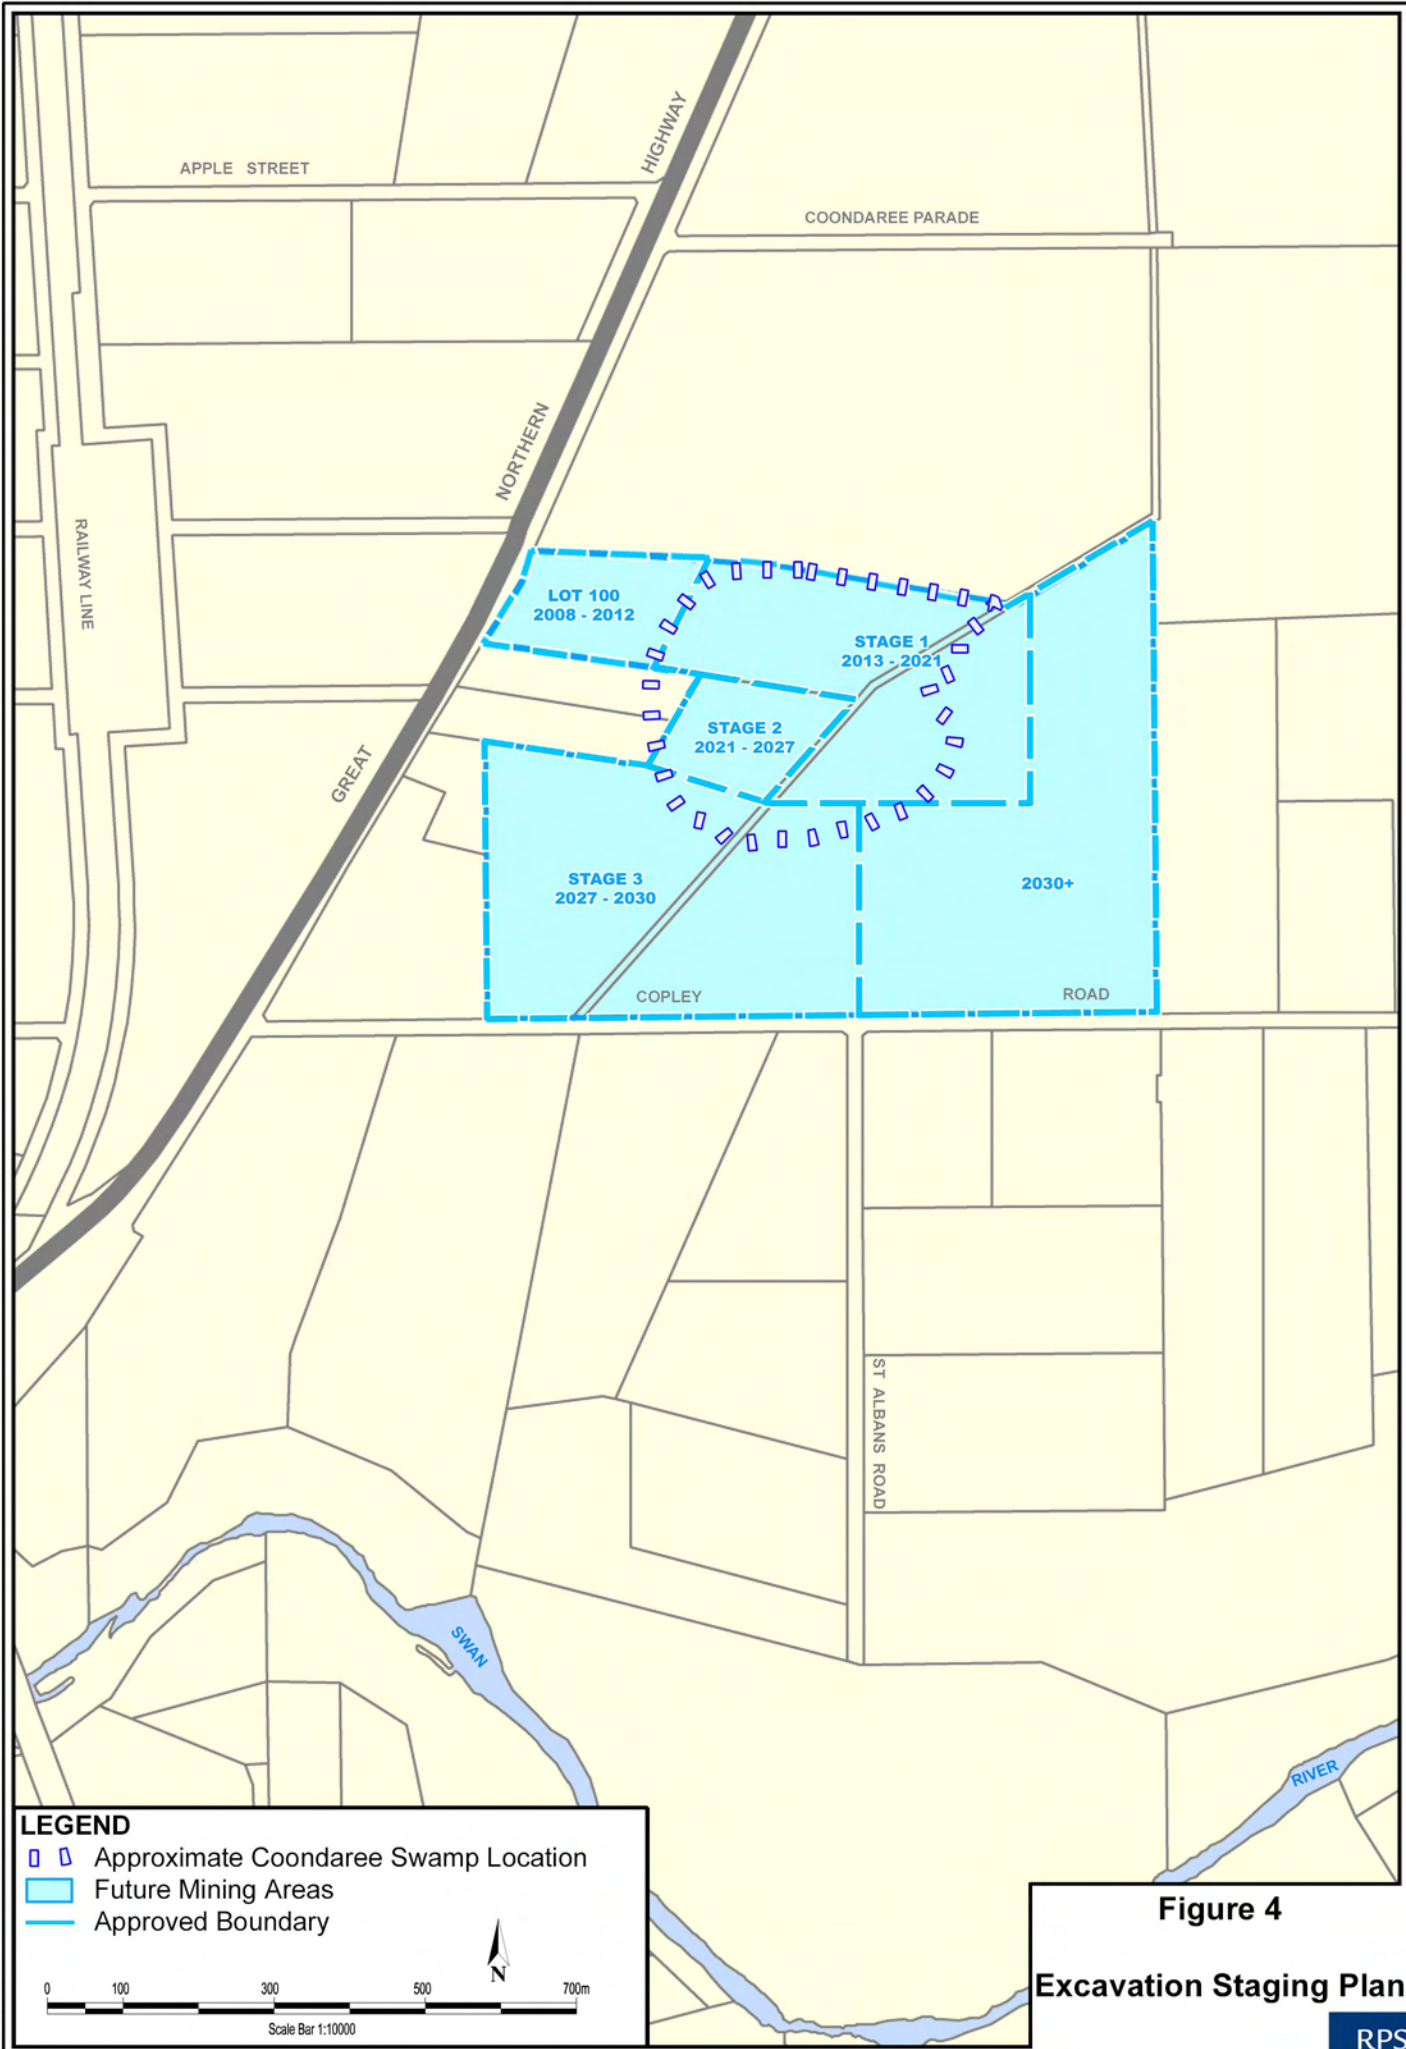 HIGHWAY
APPLE STREET
COONDAREE PARADE
NORTHERN
RAILWAY LINE
LOT 100
2008 - 2012
STAGE 1
2013 - 2021
STAGE 2
2021 - 2027
GREAT
STAGE 3
2027 - 2030
2030+
COPLEY
ROAD
ST ALBANS ROAD
SWAN
RIVER
LEGEND
Approximate Coondaree Swamp Location
Future Mining Areas
Approved Boundary
N
0 100 300 500 700m
Scale Bar 1:10000
Figure 4
Excavation Staging Plan
RPS